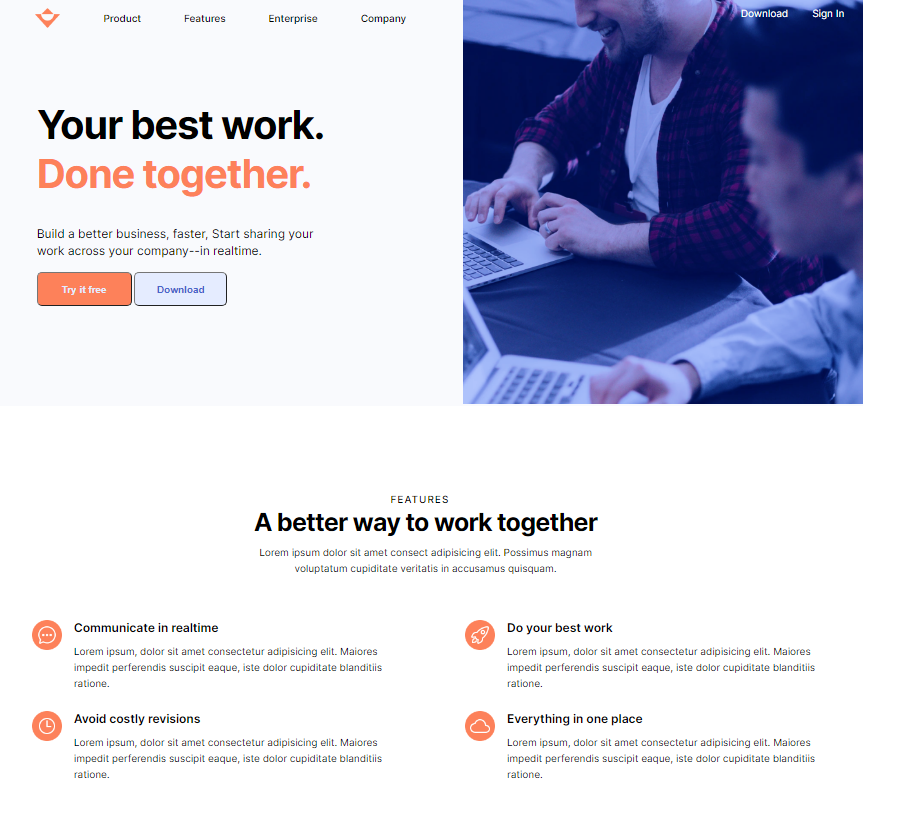 Product Features Enterprise Company Download Sign In
Your best work.
Done together.
Build a better business, faster, Start sharing your
work across your company--in realtime.
Try it free Download
FEATURES
A better way to work together
Lorem ipsum dolor sit amet consect adipisicing elit. Possimus magnam
voluptatum cupiditate veritatis in accusamus quisquam.
Communicate in realtime
Lorem ipsum, dolor sit amet consectetur adipisicing elit. Maiores
impedit perferendis suscipit eaque, iste dolor cupiditate blanditiis
ratione.
Do your best work
Lorem ipsum, dolor sit amet consectetur adipisicing elit. Maiores
impedit perferendis suscipit eaque, iste dolor cupiditate blanditiis
ratione.
Avoid costly revisions
Lorem ipsum, dolor sit amet consectetur adipisicing elit. Maiores
impedit perferendis suscipit eaque, iste dolor cupiditate blanditiis
ratione.
Everything in one place
Lorem ipsum, dolor sit amet consectetur adipisicing elit. Maiores
impedit perferendis suscipit eaque, iste dolor cupiditate blanditiis
ratione.